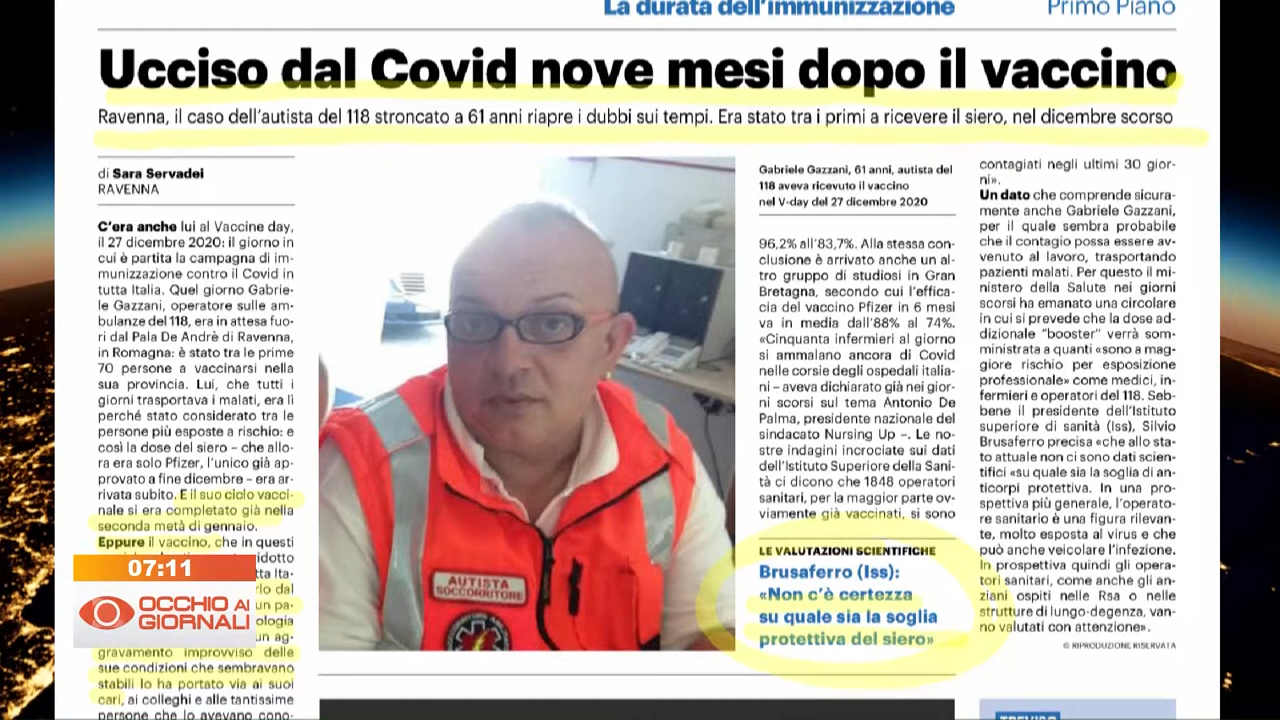 La durata dell'immunizzazione
Primo Piano
Ucciso dal Covid nove mesi dopo il vaccino
Ravenna, il caso dell'autista del 118 stroncato a 61 anni riapre i dubbi sui tempi. Era stato tra i primi a ricevere il siero, nel dicembre scorso
di Sara Servadei
RAVENNA
C'era anche lui al Vaccine day,
il 27 dicembre 2020: il giorno in
cui è partita la campagna di im-
munizzazione contro il Covid in
tutta Italia. Quel giorno Gabrie-
le Gazzani, operatore sulle am-
bulanze del 118, era in attesa fuo-
ri dal Pala De Andrè di Ravenna,
in Romagna: è stato tra le prime
70 persone a vaccinarsi nella
sua provincia. Lui, che tutti i
giorni trasportava i malati, era lì
perché stato considerato tra le
persone più esposte a rischio: e
così la dose del siero – che allo-
ra era solo Pfizer, l'unico già ap-
provato a fine dicembre – era ar-
rivata subito. E il suo ciclo vacci-
nale si era completato già nella
seconda metà di gennaio.
Eppure il vaccino, che in questi
idotto
tta Ita-
rlo dal
un pa-
ologia
un ag-
gravamento improvviso delle
sue condizioni che sembravano
stabili lo ha portato via ai suoi
cari, ai colleghi e alle tantissime
persone che lo avevano cono-
07:11
OCCHIO AI
GIORNALI
AUTISTA
SOCCORRITORE
Gabriele Gazzani, 61 anni, autista del
118 aveva ricevuto il vaccino
nel V-day del 27 dicembre 2020
96,2% all'83,7%. Alla stessa con-
clusione è arrivato anche un al-
tro gruppo di studiosi in Gran
Bretagna, secondo cui l'effica-
cia del vaccino Pfizer in 6 mesi
va in media dall'88% al 74%.
«Cinquanta infermieri al giorno
si ammalano ancora di Covid
nelle corsie degli ospedali italia-
ni – aveva dichiarato già nei gior-
ni scorsi sul tema Antonio De
Palma, presidente nazionale del
sindacato Nursing Up –. Le no-
stre indagini incrociate sui dati
dell'Istituto Superiore della Sani-
tà ci dicono che 1848 operatori
sanitari, per la maggior parte ov-
viamente già vaccinati, si sono
LE VALUTAZIONI SCIENTIFICHE
Brusaferro (Iss):
«Non c'è certezza
su quale sia la soglia
protettiva del siero»
contagiati negli ultimi 30 gior-
ni».
Un dato che comprende sicura-
mente anche Gabriele Gazzani,
per il quale sembra probabile
che il contagio possa essere av-
venuto al lavoro, trasportando
pazienti malati. Per questo il mi-
nistero della Salute nei giorni
scorsi ha emanato una circolare
in cui si prevede che la dose ad-
dizionale "booster" verrà som-
ministrata a quanti «sono a mag-
giore rischio per esposizione
professionale» come medici, in-
fermieri e operatori del 118. Seb-
bene il presidente dell'Istituto
superiore di sanità (Iss), Silvio
Brusaferro precisa «che allo sta-
to attuale non ci sono dati scien-
tifici «su quale sia la soglia di an-
ticorpi protettiva. In una pro-
spettiva più generale, l'operato-
re sanitario è una figura rilevan-
te, molto esposta al virus e che
può anche veicolare l'infezione.
In prospettiva quindi gli opera-
tori sanitari, come anche gli an-
ziani ospiti nelle Rsa o nelle
strutture di lungo-degenza, van-
no valutati con attenzione».
© RIPRODUZIONE RISERVATA
TREVISO